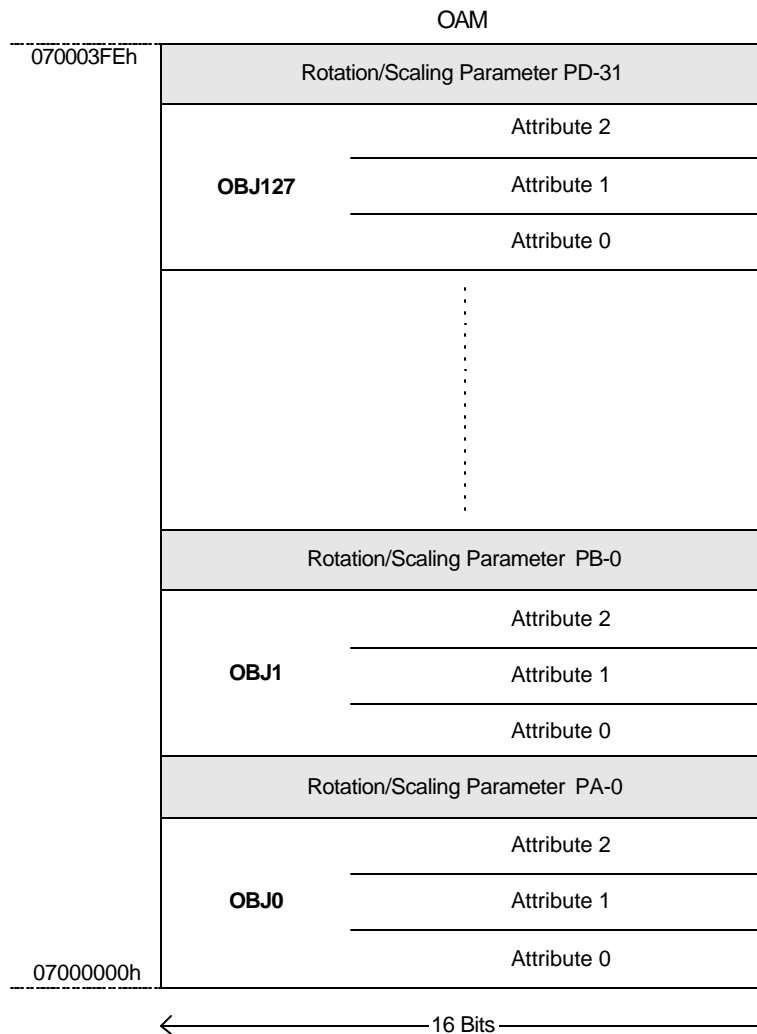 OAM
070003FEh
Rotation/Scaling Parameter PD-31
Attribute 2
OBJ127
Attribute 1
Attribute 0
Rotation/Scaling Parameter PB-0
Attribute 2
OBJ1
Attribute 1
Attribute 0
Rotation/Scaling Parameter PA-0
Attribute 2
OBJ0
Attribute 1
Attribute 0
07000000h
16 Bits